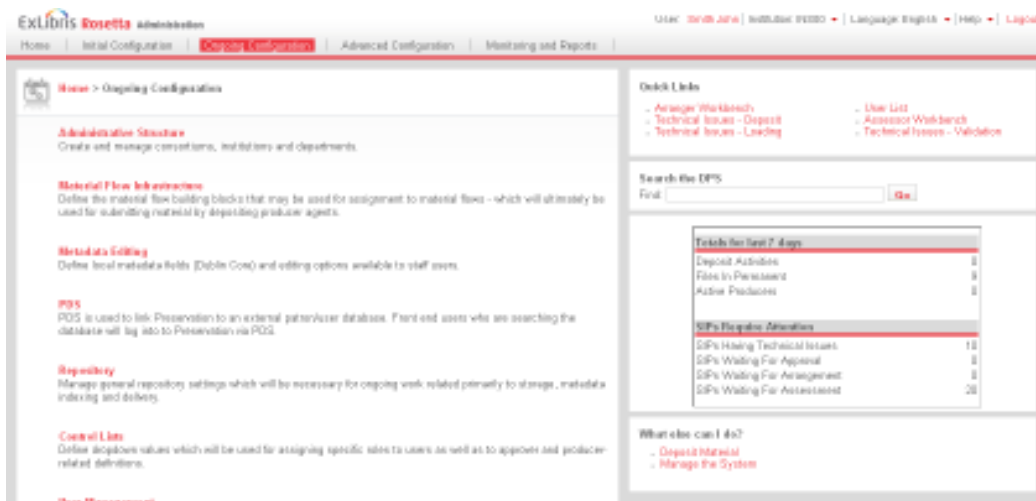 ExLibris Rosetta Administration
User: Smith John | Institution: INS00 | Language: English | Help | Logou
Home | Initial Configuration | Ongoing Configuration | Advanced Configuration | Monitoring and Reports |
Home > Ongoing Configuration
Administrative Structure
Create and manage consortiums, institutions and departments.
Material Flow Infrastructure
Define the material flow building blocks that may be used for assignment to material flows - which will ultimately be
used for submitting material by depositing producer agents.
Metadata Editing
Define local metadata fields (Dublin Core) and editing options available to staff users.
PDS
PDS is used to link Preservation to an external patron/user database. Front end users who are searching the
database will log into to Preservation via PDS.
Repository
Manage general repository settings which will be necessary for ongoing work related primarily to storage, metadata
indexing and delivery.
Control Lists
Define dropdown values which will be used for assigning specific roles to users as well as to approver and producer-
related definitions.
User Management
Quick Links
Arranger Workbench
Technical Issues - Deposit
Technical Issues - Loading
User List
Assessor Workbench
Technical Issues - Validation
Search the DPS
Find: Go
Totals for last 7 days
Deposit Activities 0
Files In Permanent 9
Active Producers 0
SIPs Require Attention
SIPs Having Technical Issues 10
SIPs Waiting For Approval 0
SIPs Waiting For Arrangement 0
SIPs Waiting For Assessment 20
What else can I do?
Deposit Material
Manage the System